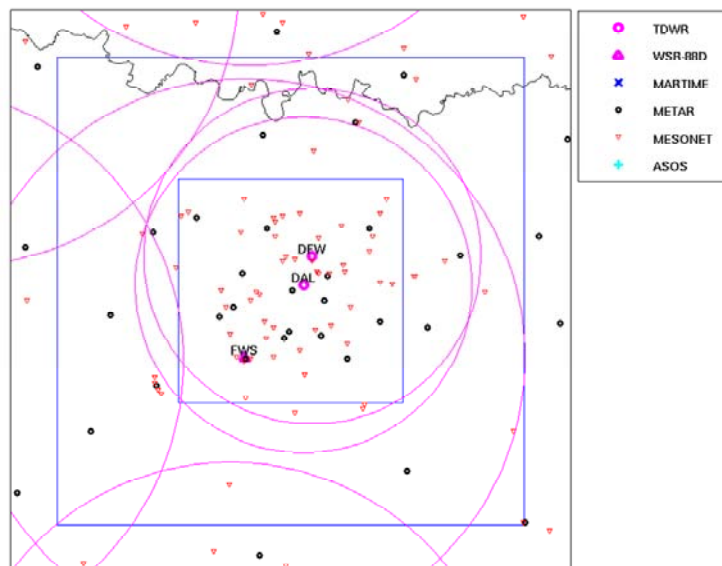 TDWR
WSR-88D
MARTIME
METAR
MESONET
ASOS
DFW
DAL
FWS